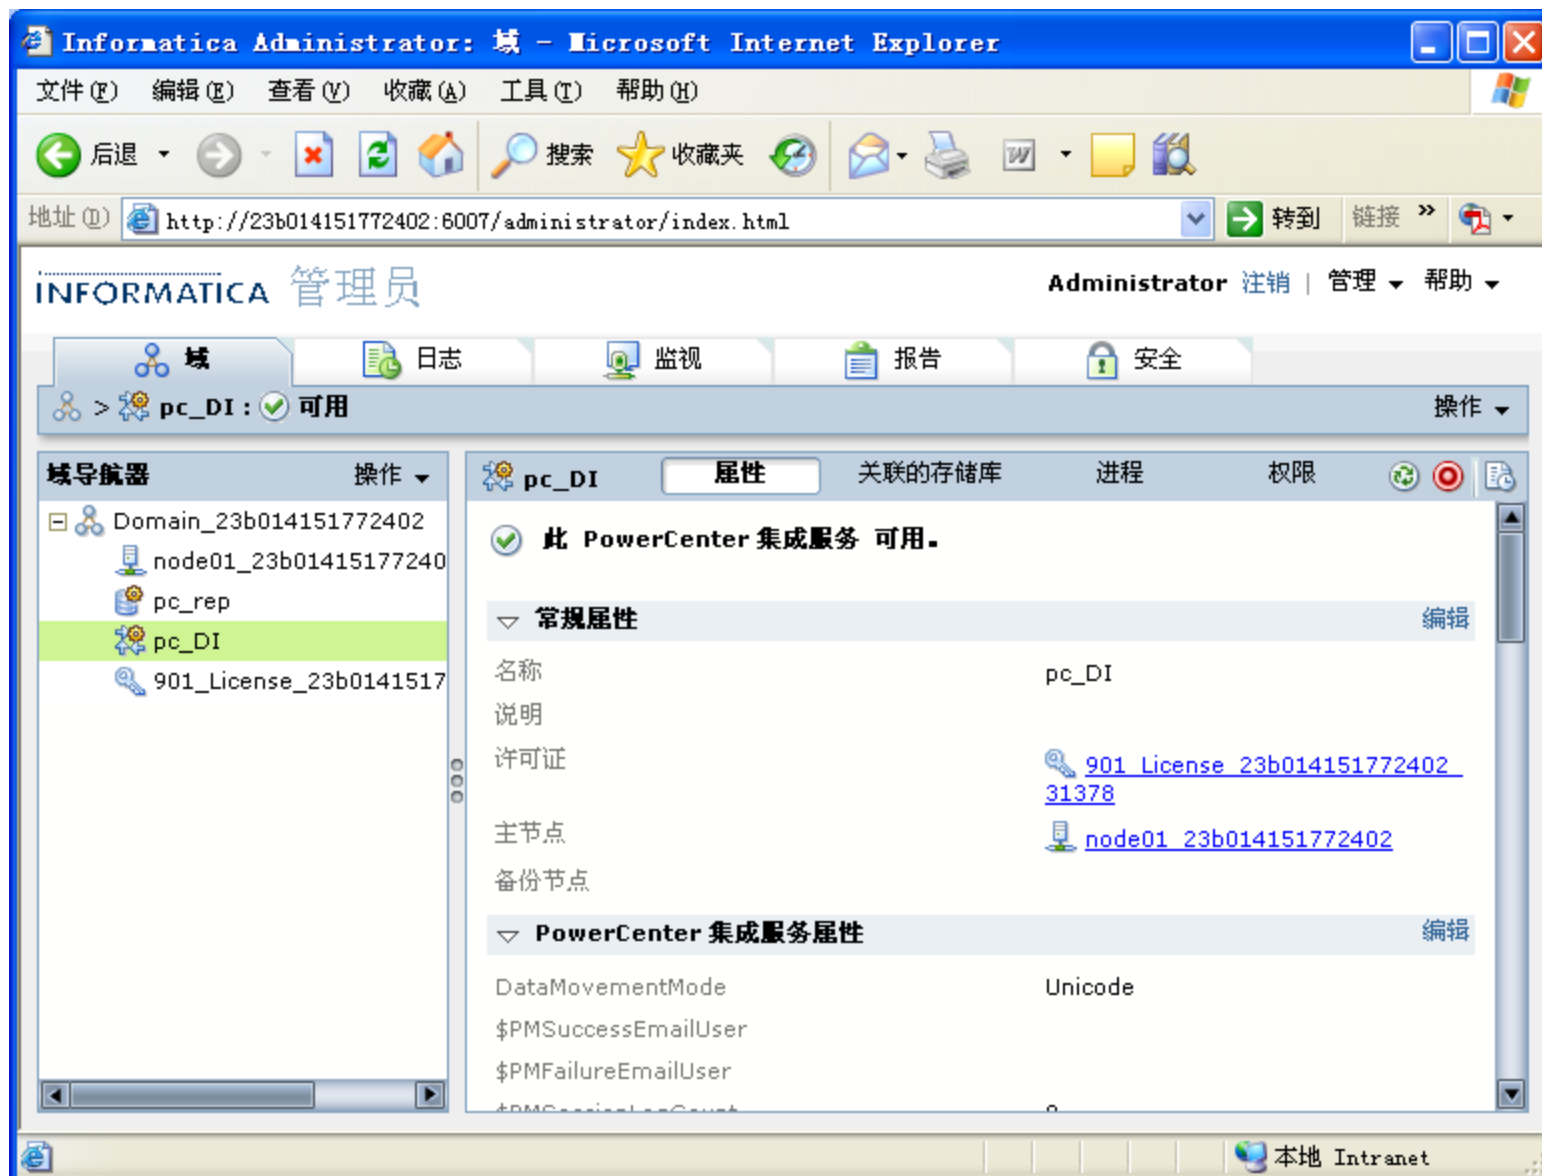 Informatica Administrator: 域 - Microsoft Internet Explorer
文件(F) 编辑(E) 查看(V) 收藏(A) 工具(T) 帮助(H)
后退 搜索 收藏夹
地址(D) http://23b014151772402:6007/administrator/index.html 转到 链接 »
INFORMATICA 管理员 Administrator 注销 | 管理 帮助
域 日志 监视 报告 安全
> pc_DI : 可用 操作
域导航器 操作
Domain_23b014151772402
node01_23b01415177240
pc_rep
pc_DI
901_License_23b0141517
pc_DI 属性 关联的存储库 进程 权限
此 PowerCenter 集成服务 可用。
常规属性 编辑
名称 pc_DI
说明
许可证 901_License_23b014151772402_
31378
主节点 node01_23b014151772402
备份节点
PowerCenter 集成服务属性 编辑
DataMovementMode Unicode
$PMSuccessEmailUser
$PMFailureEmailUser
本地 Intranet